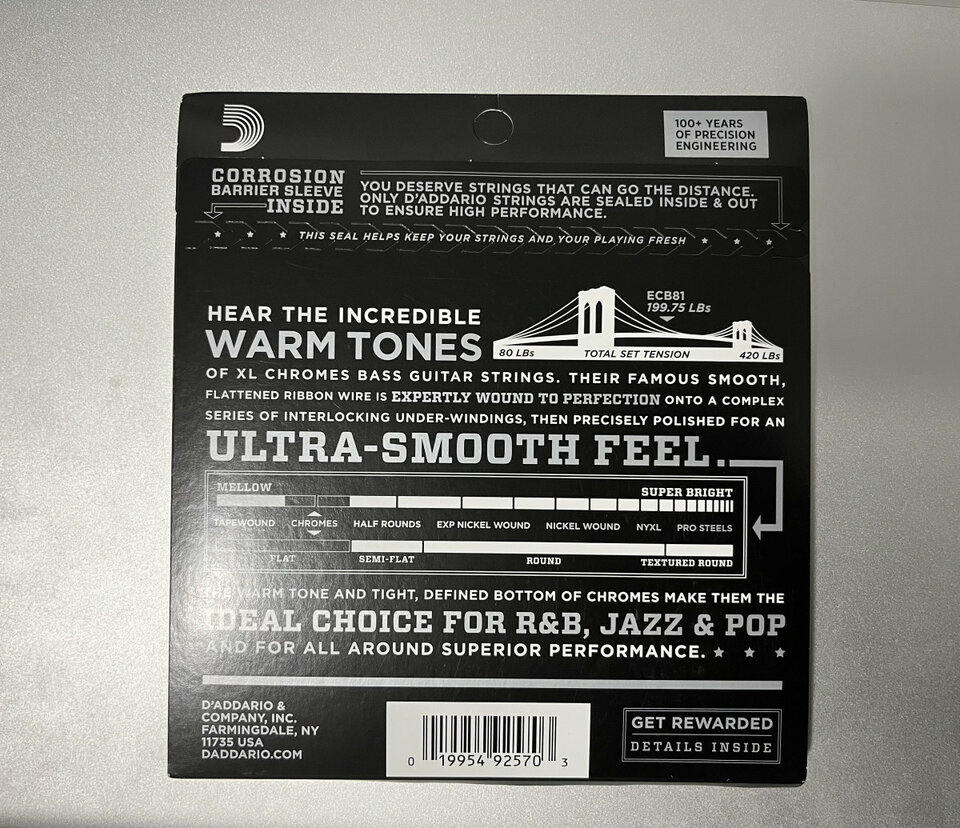 100+ YEARS
OF PRECISION
ENGINEERING
CORROSION
BARRIER SLEEVE
INSIDE
YOU DESERVE STRINGS THAT CAN GO THE DISTANCE.
ONLY D'ADDARIO STRINGS ARE SEALED INSIDE & OUT
TO ENSURE HIGH PERFORMANCE.
THIS SEAL HELPS KEEP YOUR STRINGS AND YOUR PLAYING FRESH
HEAR THE INCREDIBLE
WARM TONES
ECB81
199.75 LBs
80 LBs TOTAL SET TENSION 420 LBs
OF XL CHROMES BASS GUITAR STRINGS. THEIR FAMOUS SMOOTH,
FLATTENED RIBBON WIRE IS EXPERTLY WOUND TO PERFECTION ONTO A COMPLEX
SERIES OF INTERLOCKING UNDER-WINDINGS, THEN PRECISELY POLISHED FOR AN
ULTRA-SMOOTH FEEL..
MELLOW SUPER BRIGHT
TAPEWOUND CHROMES HALF ROUNDS EXP NICKEL WOUND NICKEL WOUND NYXL PRO STEELS
FLAT SEMI-FLAT ROUND TEXTURED ROUND
THE WARM TONE AND TIGHT, DEFINED BOTTOM OF CHROMES MAKE THEM THE
IDEAL CHOICE FOR R&B, JAZZ & POP
AND FOR ALL AROUND SUPERIOR PERFORMANCE.
D'ADDARIO &
COMPANY, INC.
FARMINGDALE, NY
11735 USA
DADDARIO.COM
0 19954 92570 3
GET REWARDED
DETAILS INSIDE